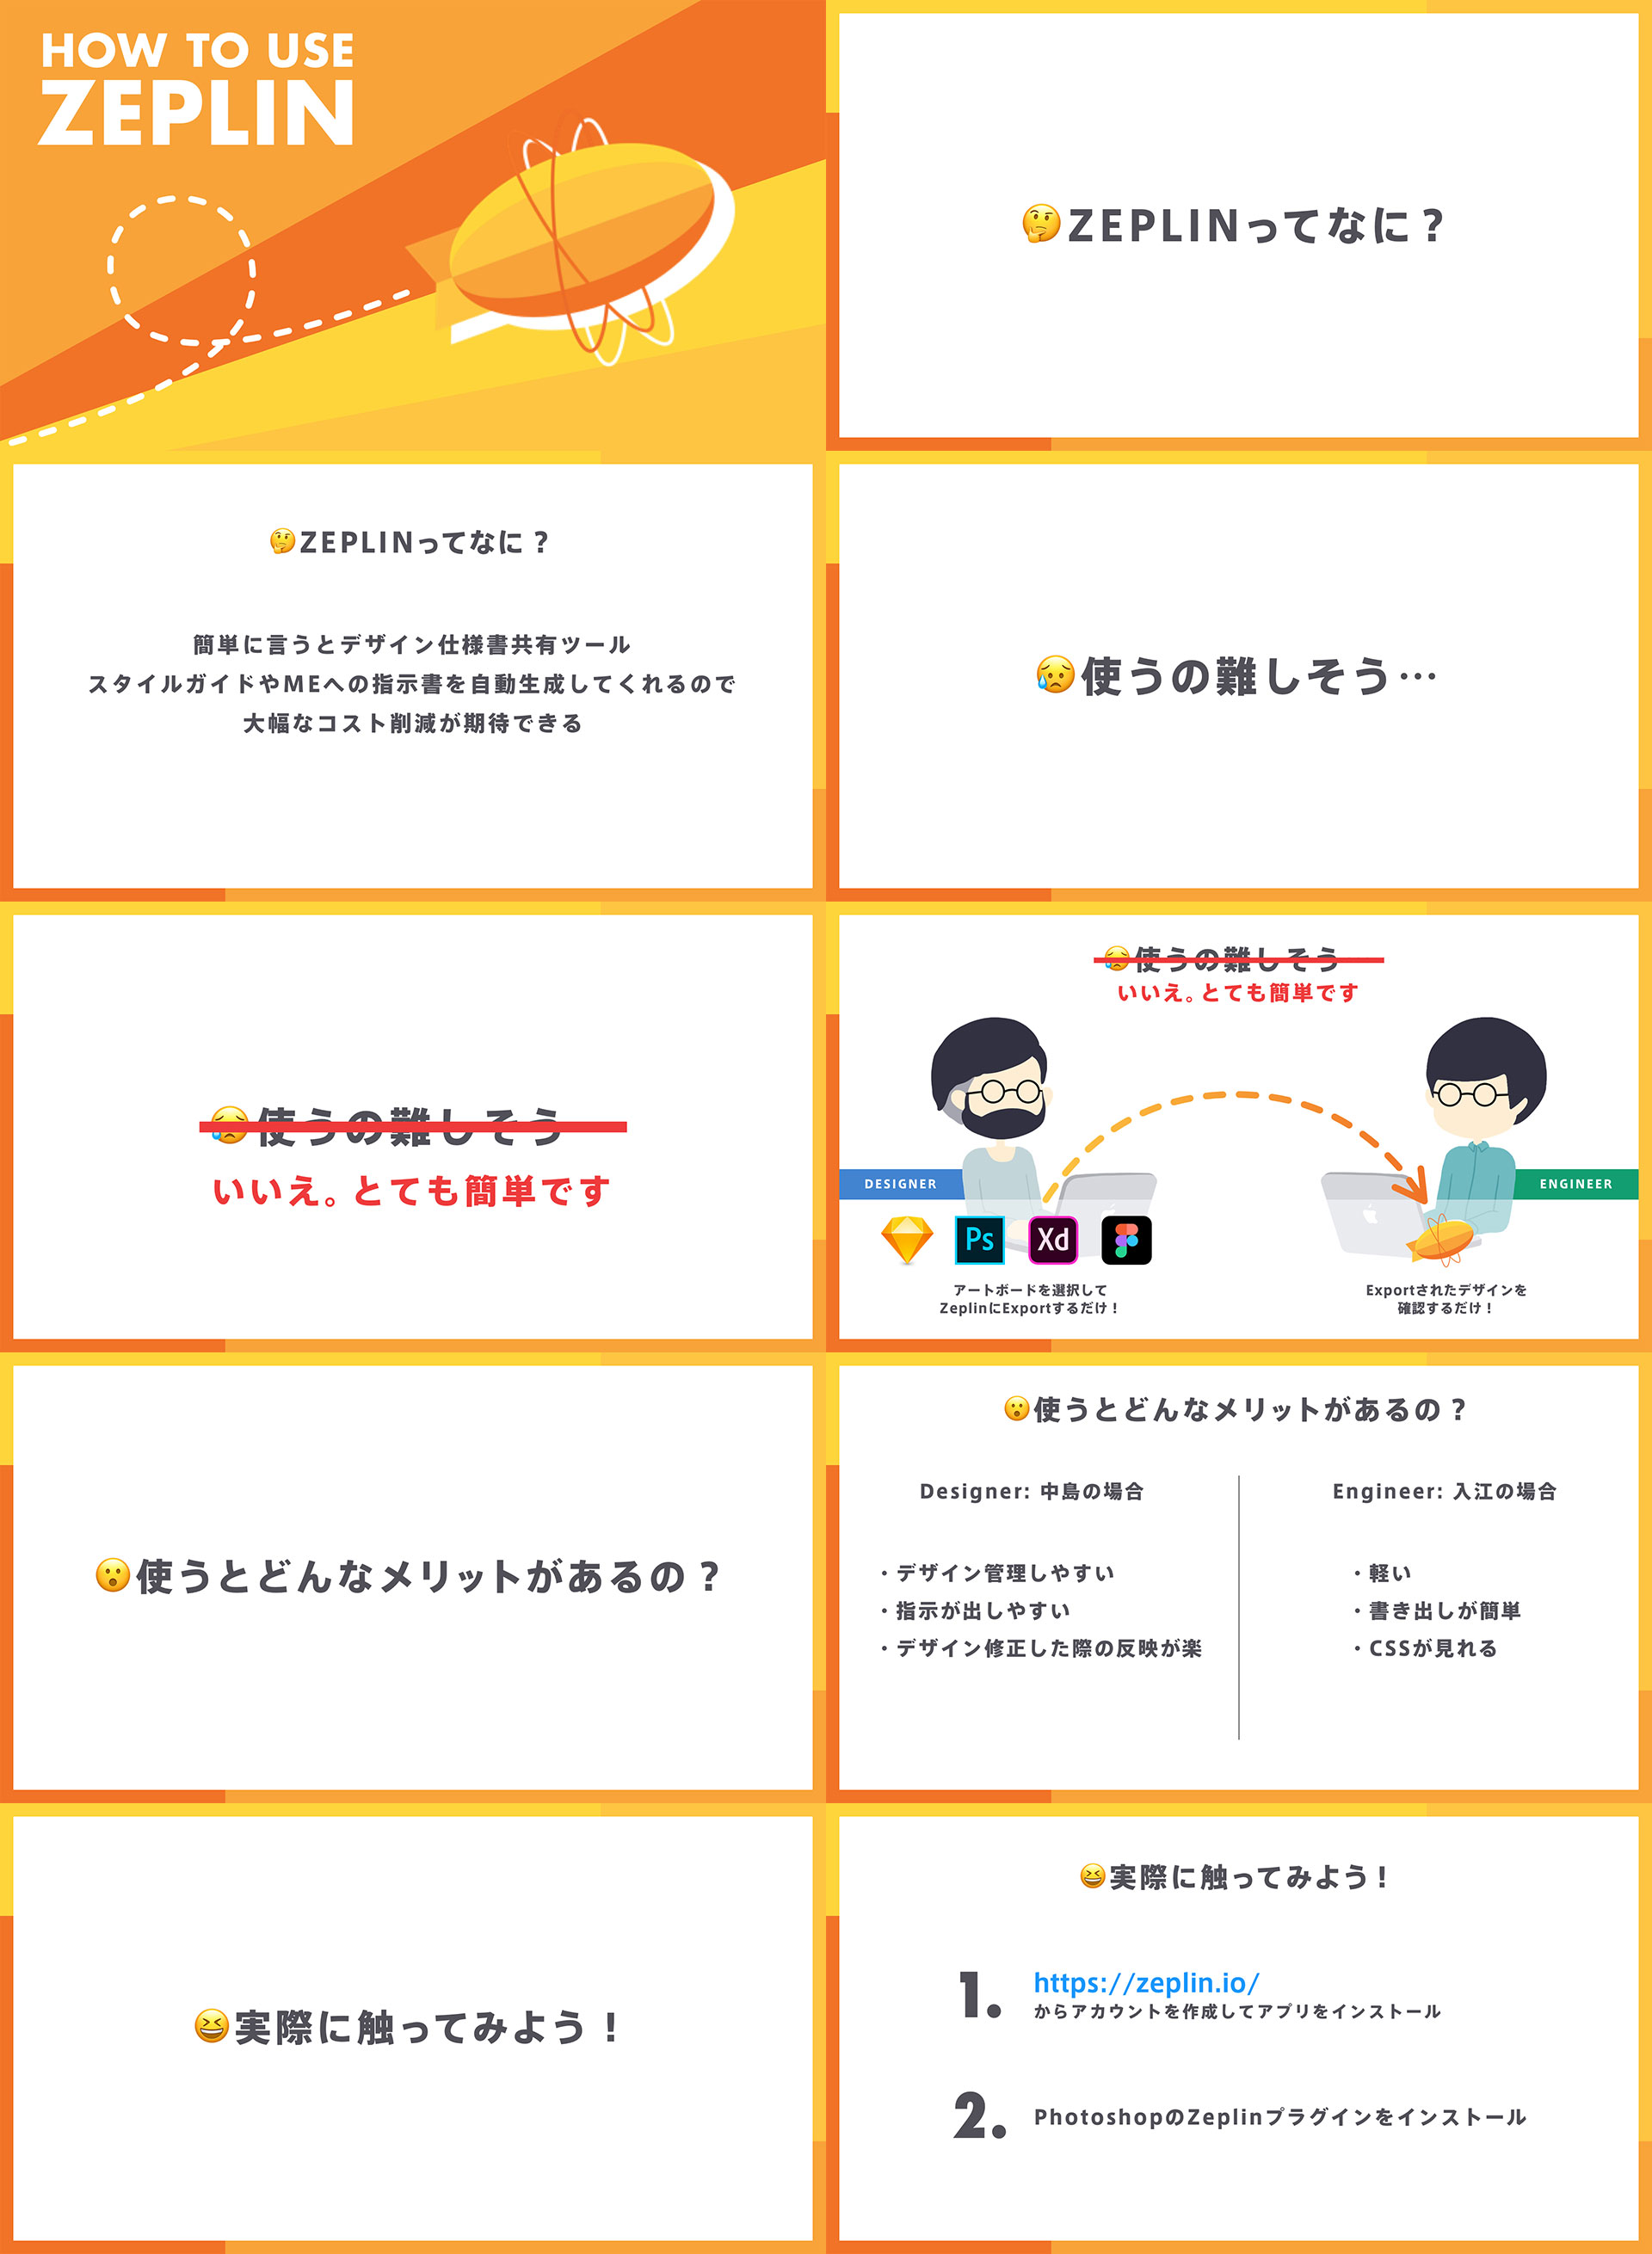 HOW TO USE
ZEPLIN
🤔ZEPLINってなに？
🤔ZEPLINってなに？
簡単に言うとデザイン仕様書共有ツール
スタイルガイドやMEへの指示書を自動生成してくれるので
大幅なコスト削減が期待できる
😥使うの難しそう…
😥使うの難しそう
いいえ。とても簡単です
😥使うの難しそう
いいえ。とても簡単です
DESIGNER
ENGINEER
Ps
Xd
アートボードを選択して
ZeplinにExportするだけ！
Exportされたデザインを
確認するだけ！
😮使うとどんなメリットがあるの？
😮使うとどんなメリットがあるの？
Designer: 中島の場合
・デザイン管理しやすい
・指示が出しやすい
・デザイン修正した際の反映が楽
Engineer: 入江の場合
・軽い
・書き出しが簡単
・CSSが見れる
😆実際に触ってみよう！
😆実際に触ってみよう！
1.
https://zeplin.io/
からアカウントを作成してアプリをインストール
2.
PhotoshopのZeplinプラグインをインストール